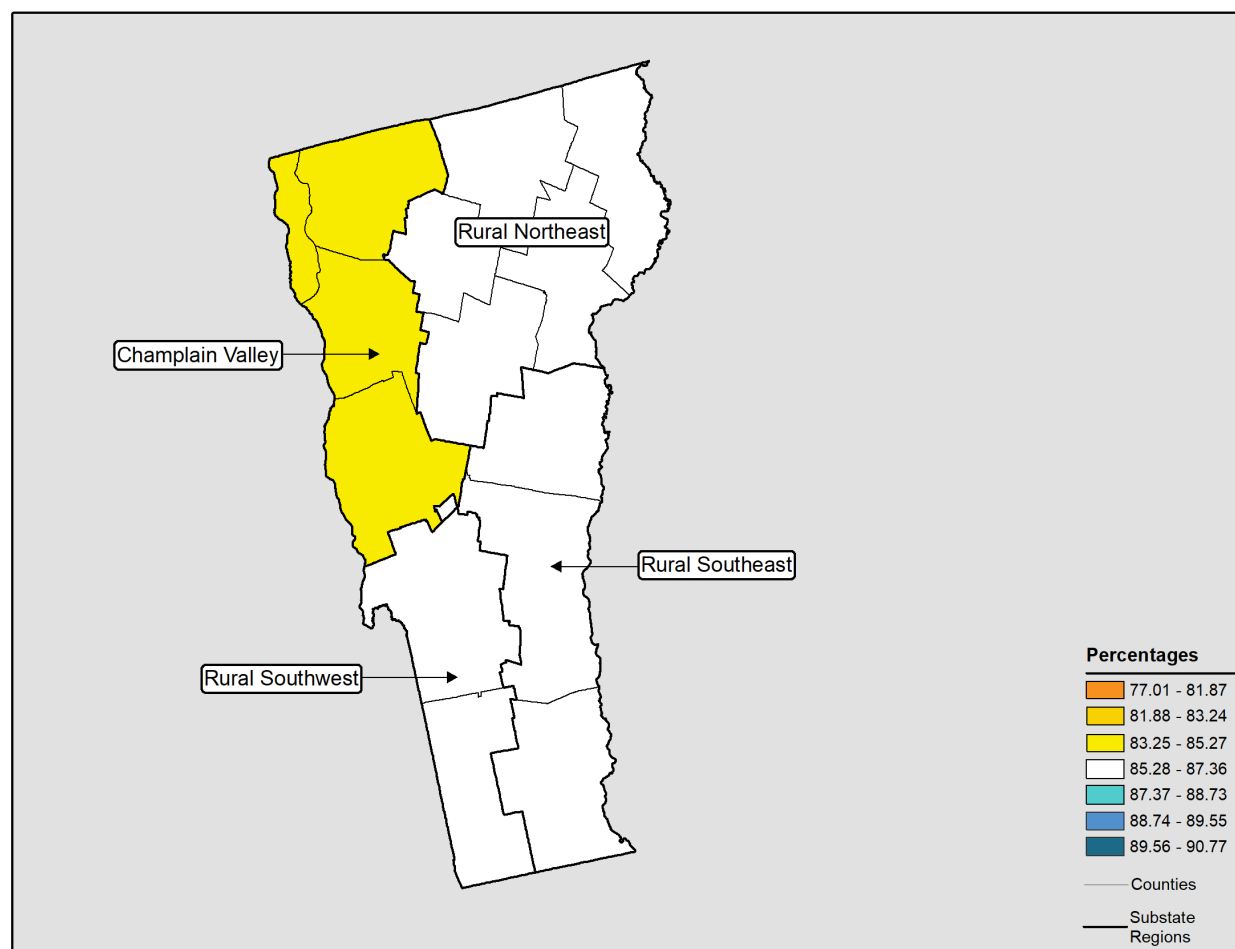 Rural Northeast
Champlain Valley
Rural Southeast
Rural Southwest
Percentages
77.01 - 81.87
81.88 - 83.24
83.25 - 85.27
85.28 - 87.36
87.37 - 88.73
88.74 - 89.55
89.56 - 90.77
Counties
Substate
Regions